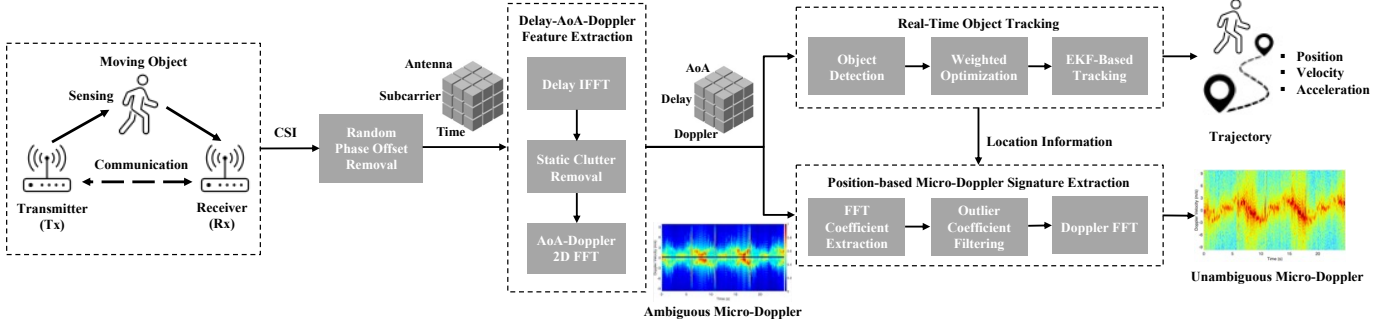 Moving Object
Sensing
Communication
Transmitter
(Tx)
Receiver
(Rx)
CSI
Random
Phase Offset
Removal
Antenna
Subcarrier
Time
Delay-AoA-Doppler
Feature Extraction
Delay IFFT
Static Clutter
Removal
AoA-Doppler
2D FFT
AoA
Delay
Doppler
Ambiguous Micro-Doppler
Real-Time Object Tracking
Object
Detection
Weighted
Optimization
EKF-Based
Tracking
Location Information
Position-based Micro-Doppler Signature Extraction
FFT
Coefficient
Extraction
Outlier
Coefficient
Filtering
Doppler FFT
▪ Position
▪ Velocity
▪ Acceleration
Trajectory
Unambiguous Micro-Doppler